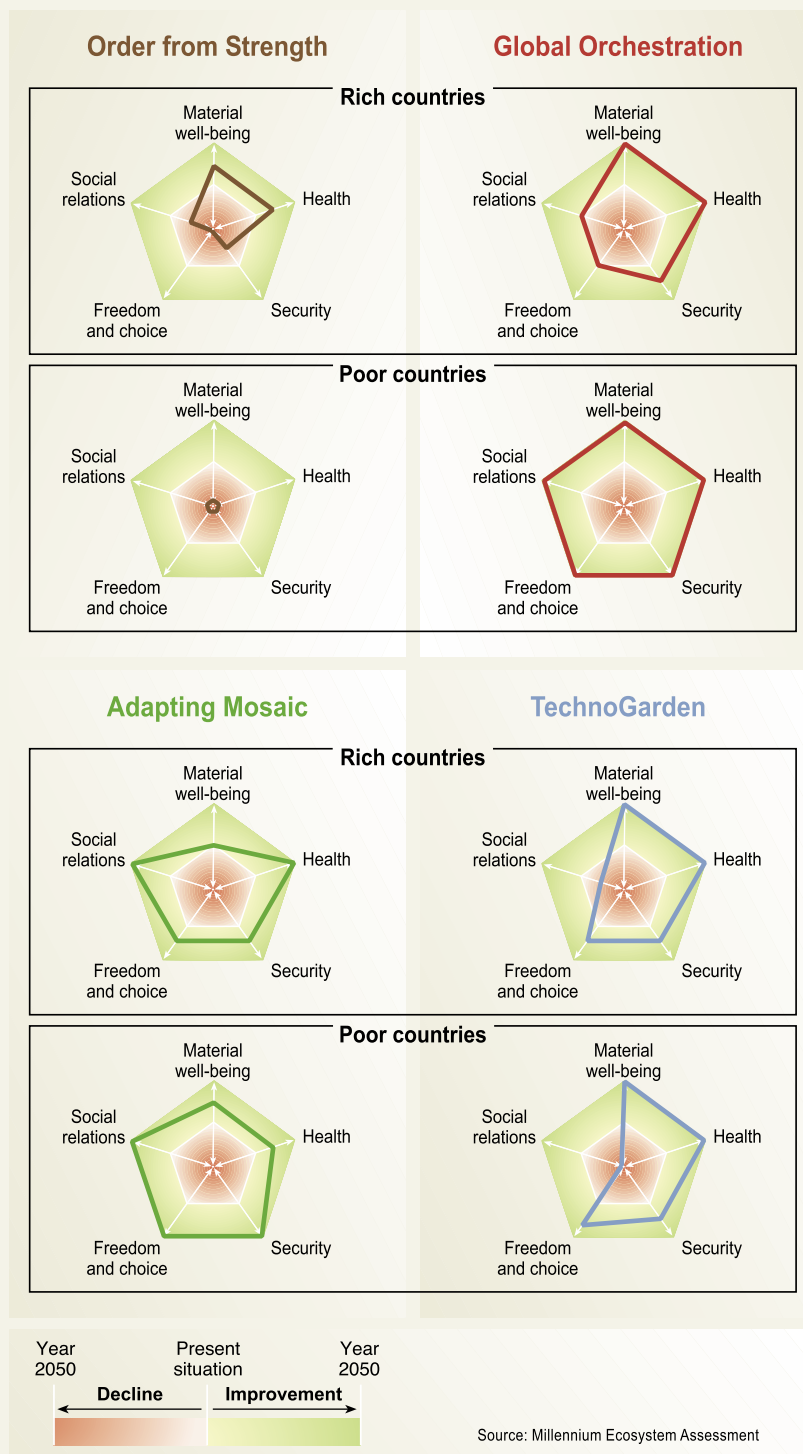 Order from Strength
Global Orchestration
Rich countries
Material
well-being
Social
relations
Health
Freedom
and choice
Security
Material
well-being
Social
relations
Health
Freedom
and choice
Security
Poor countries
Material
well-being
Social
relations
Health
Freedom
and choice
Security
Material
well-being
Social
relations
Health
Freedom
and choice
Security
Adapting Mosaic
TechnoGarden
Rich countries
Material
well-being
Social
relations
Health
Freedom
and choice
Security
Material
well-being
Social
relations
Health
Freedom
and choice
Security
Poor countries
Material
well-being
Social
relations
Health
Freedom
and choice
Security
Material
well-being
Social
relations
Health
Freedom
and choice
Security
Year
2050
Present
situation
Year
2050
Decline
Improvement
Source: Millennium Ecosystem Assessment